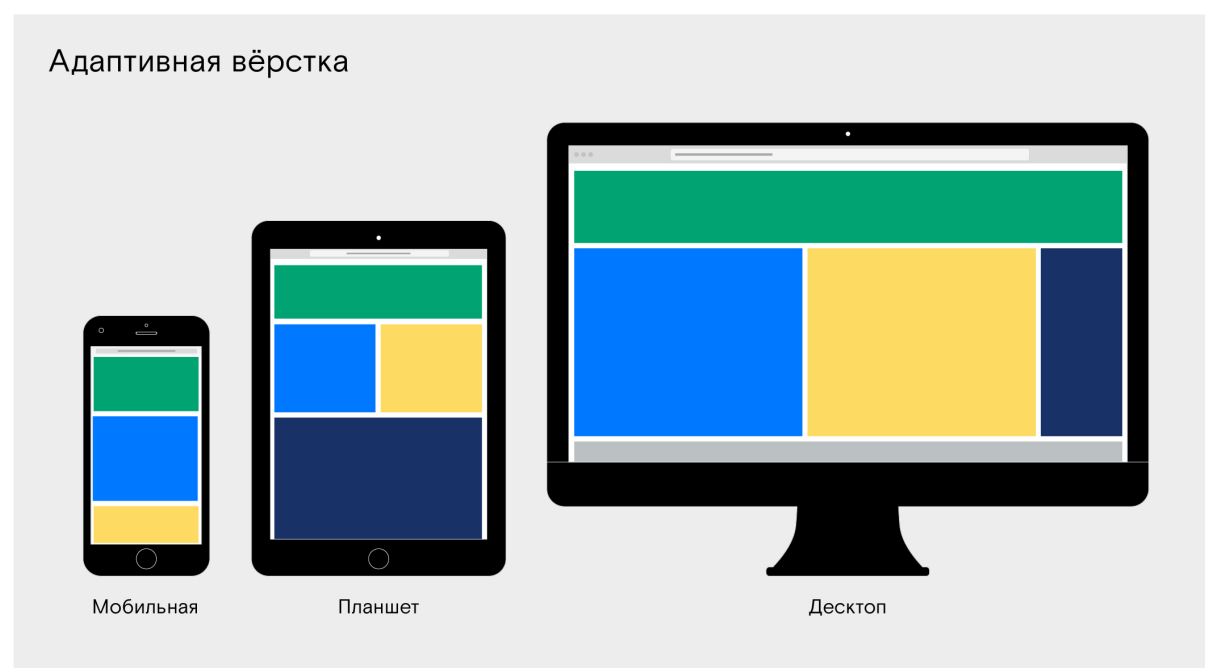 Адаптивная вёрстка
Мобильная
Планшет
Десктоп